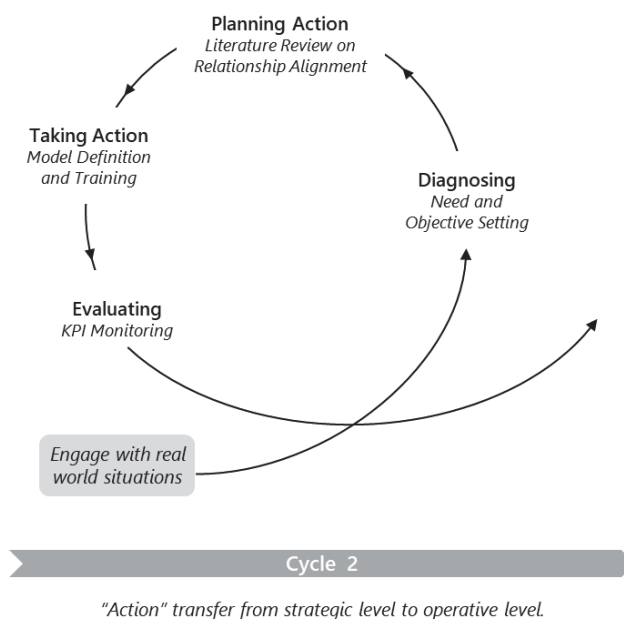 Planning Action
Literature Review on
Relationship Alignment
Taking Action
Model Definition
and Training
Diagnosing
Need and
Objective Setting
Evaluating
KPI Monitoring
Engage with real
world situations
Cycle 2
“Action” transfer from strategic level to operative level.